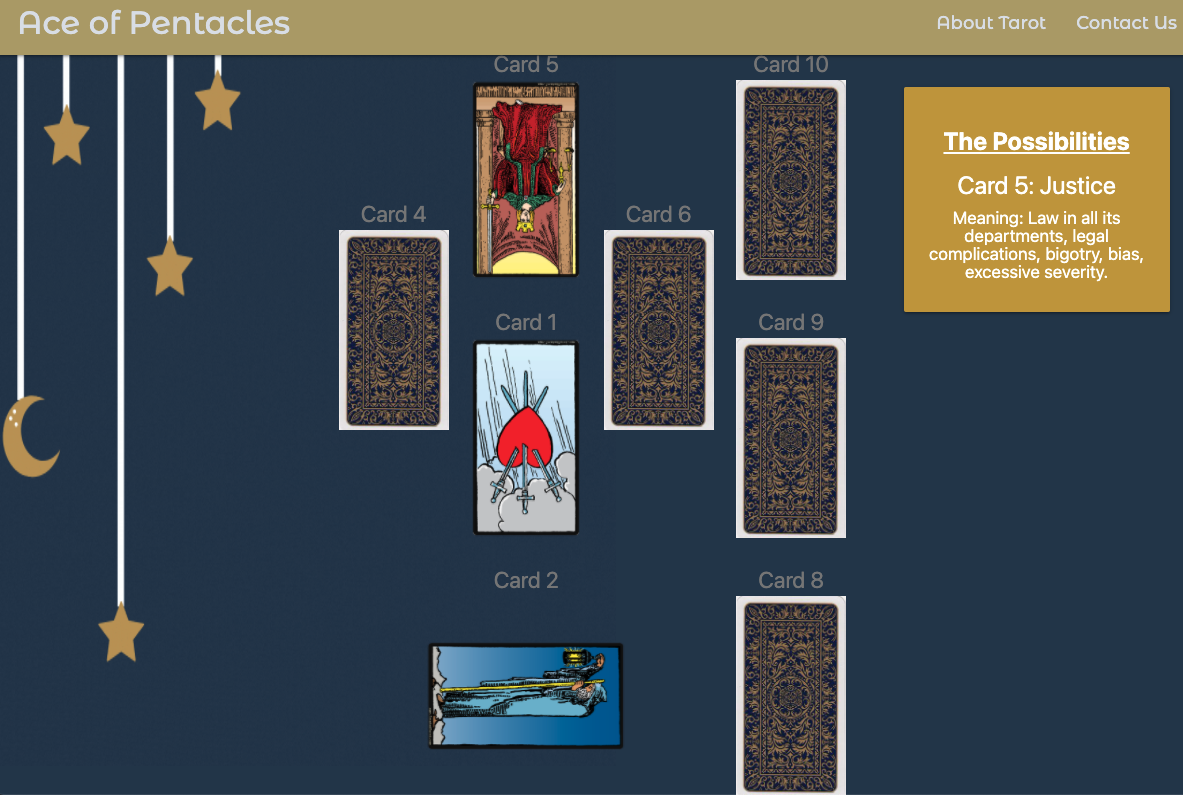 Ace of Pentacles
About Tarot
Contact Us
Card 5
Card 10
The Possibilities
Card 5: Justice
Meaning: Law in all its
departments, legal
complications, bigotry, bias,
excessive severity.
Card 4
Card 6
Card 1
Card 9
Card 2
Card 8